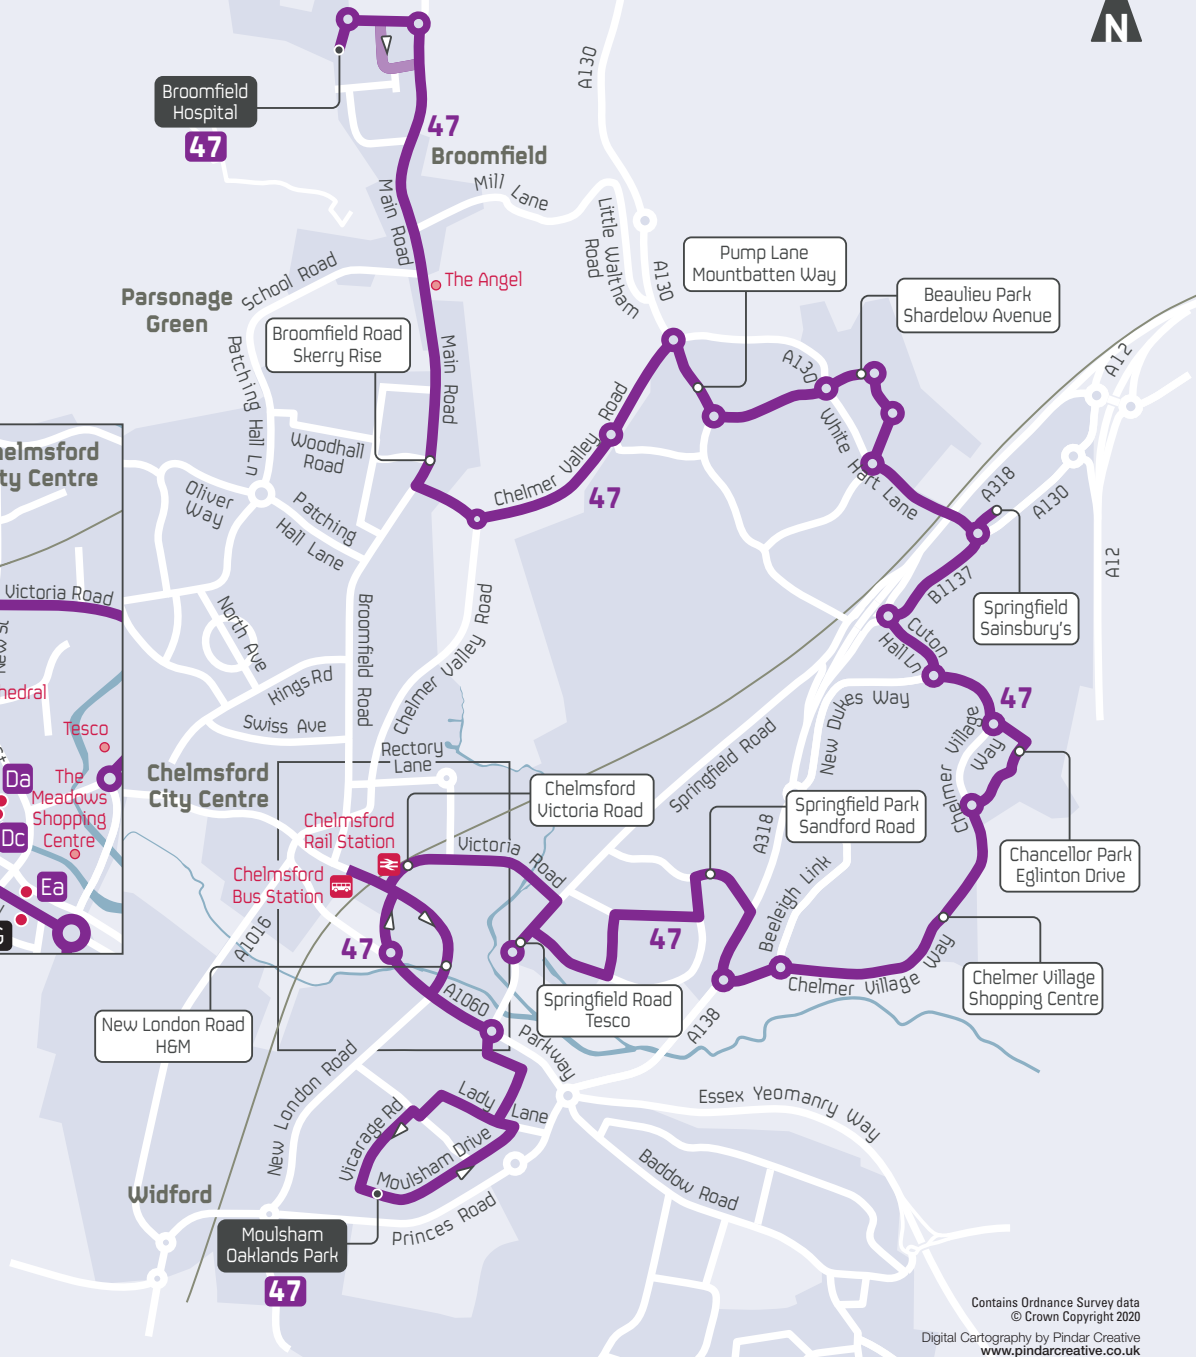 N
A130
Broomfield
Hospital
47
47
Broomfield
Mill Lane
Main Road
Little Waltham
Road
A130
School Road
The Angel
Parsonage
Green
Pump Lane
Mountbatten Way
Beaulieu Park
Shardelow Avenue
Broomfield Road
Skerry Rise
Main Road
Patching Hall Ln
A130
A12
White Hart Lane
Woodhall
Road
Chelmer Valley Road
47
Oliver
Way
Patching
Hall Lane
A318
A130
A12
B1137
Springfield
Sainsbury's
Cuton
Hall Ln
47
helmsford
ty Centre
Victoria Road
New St
hedral
Tesco
The
Meadows
Shopping
Centre
Da
Dc
Ea
G
North Ave
Broomfield Road
Chelmer Valley Road
Kings Rd
Swiss Ave
Rectory
Lane
Chelmsford
City Centre
New Dukes Way
Springfield Road
Chelmer Village
Way
Chelmsford
Victoria Road
Springfield Park
Sandford Road
Chelmsford
Rail Station
Chelmsford
Bus Station
Victoria Road
A318
Beeleigh Link
Chancellor Park
Eglinton Drive
A1016
47
47
Chelmer Village Way
Chelmer Village
Shopping Centre
A1060
Springfield Road
Tesco
A138
New London Road
H&M
Parkway
New London Road
Lady Lane
Essex Yeomanry Way
Vicarage Rd
Moulsham Drive
Baddow Road
Widford
Princes Road
Moulsham
Oaklands Park
47
Contains Ordnance Survey data
© Crown Copyright 2020
Digital Cartography by Pindar Creative
www.pindarcreative.co.uk